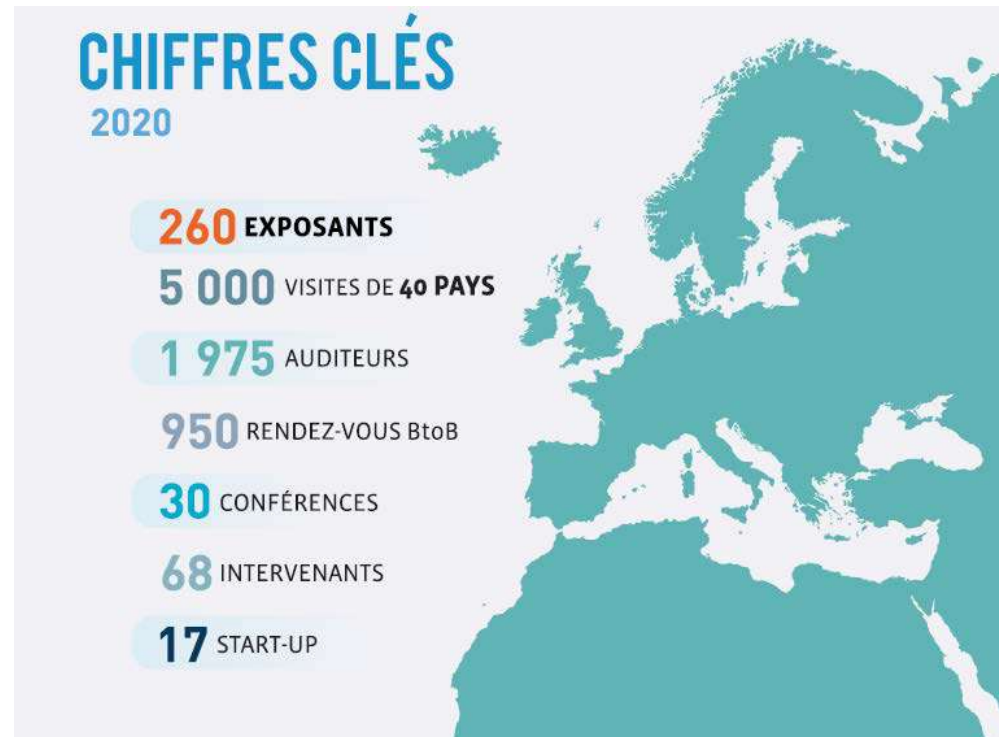 CHIFFRES CLÉS
2020
260 EXPOSANTS
5 000 VISITES DE 40 PAYS
1 975 AUDITEURS
950 RENDEZ-VOUS BtoB
30 CONFÉRENCES
68 INTERVENANTS
17 START-UP